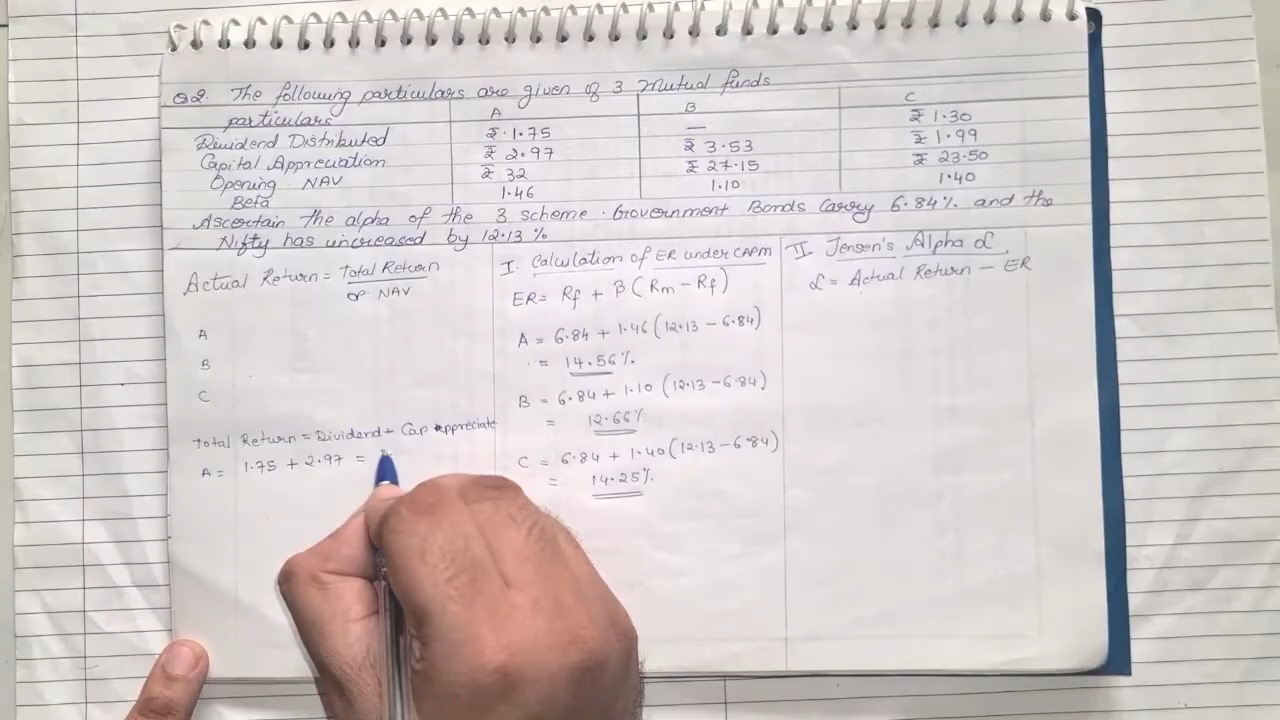 Q2. The following particulars are given of 3 Mutual funds
particulars A B C
Dividend Distributed ₹ 1.75 — ₹ 1.30
Capital Appreciation ₹ 2.97 ₹ 3.53 ₹ 1.99
Opening NAV ₹ 32 ₹ 27.15 ₹ 23.50
Beta 1.46 1.10 1.40
Ascertain the alpha of the 3 scheme. Government Bonds carry 6.84% and the
Nifty has increased by 12.13 %
Actual Return = Total Return
OP. NAV
A
B
C
Total Return = Dividend + Cap Appreciate
A = 1.75 + 2.97 =
I. Calculation of ER under CAPM
ER = Rf + β (Rm - Rf)
A = 6.84 + 1.46 (12.13 - 6.84)
= 14.56%
B = 6.84 + 1.10 (12.13 - 6.84)
= 12.66%
C = 6.84 + 1.40 (12.13 - 6.84)
= 14.25%
II. Jensen's Alpha α
α = Actual Return - ER